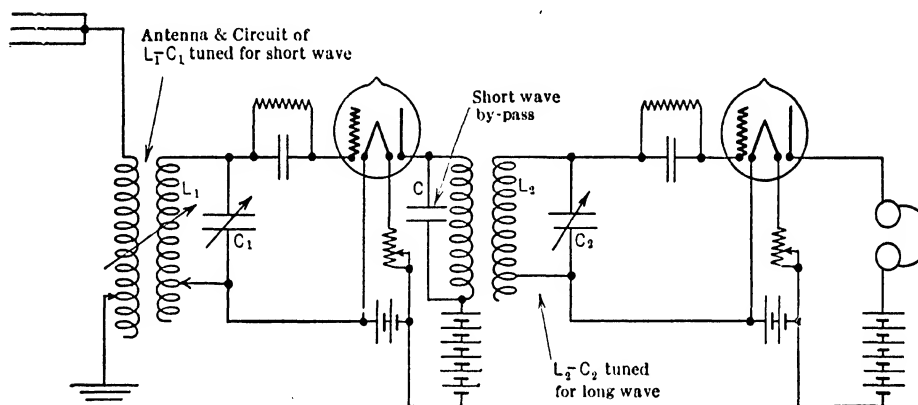 Antenna & Circuit of
L₁-C₁ tuned for short wave
Short wave
by-pass
L₁
C₁
C
L₂
C₂
L₂-C₂ tuned
for long wave